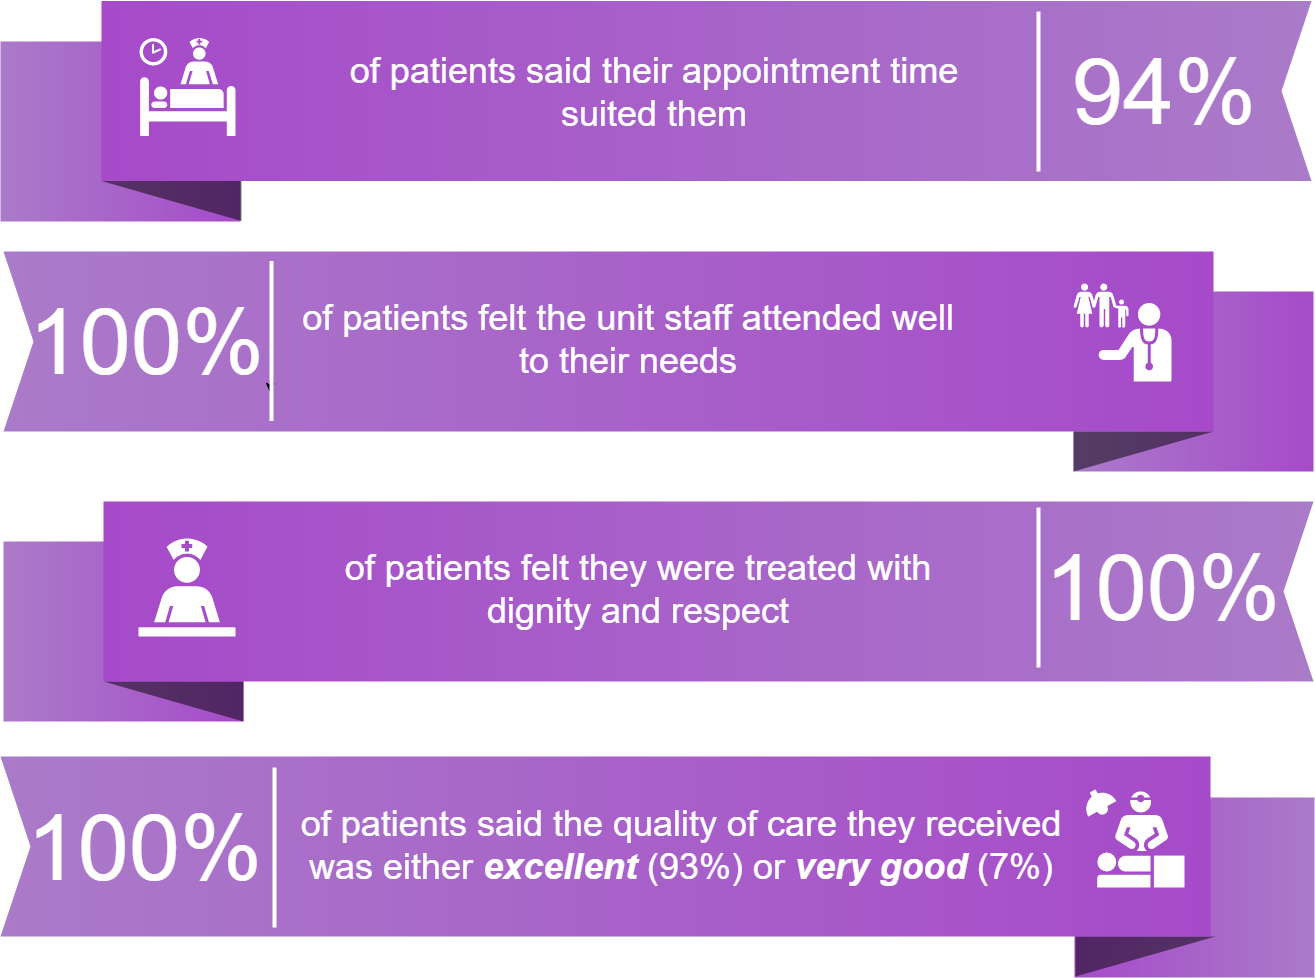 of patients said their appointment time
suited them
94%
100%
of patients felt the unit staff attended well
to their needs
of patients felt they were treated with
dignity and respect
100%
100%
of patients said the quality of care they received
was either excellent (93%) or very good (7%)